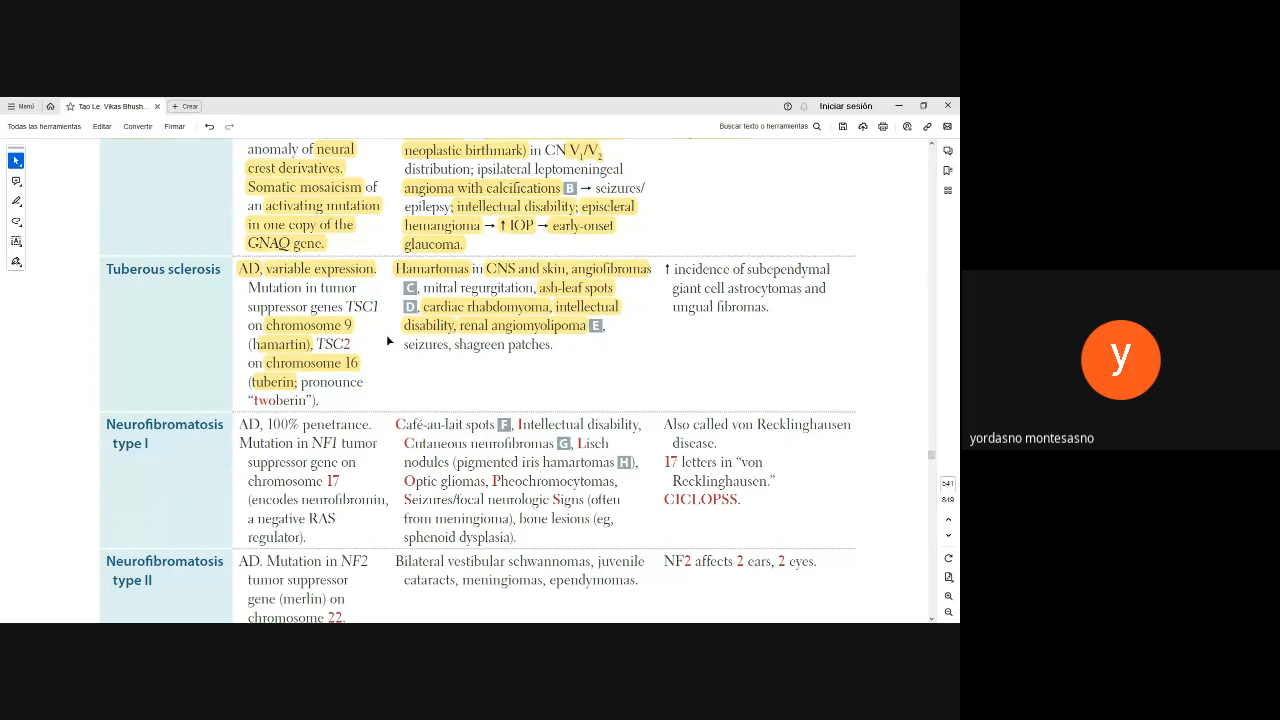 Menú
Tao Le, Vikas Bhush...
Crear
Iniciar sesión
Todas las herramientas
Editar
Convertir
Firmar
Buscar texto o herramientas
anomaly of neural
crest derivatives.
Somatic mosaicism of
an activating mutation
in one copy of the
GNAQ gene.
neoplastic birthmark) in CN V1/V2
distribution; ipsilateral leptomeningeal
angioma with calcifications B → seizures/
epilepsy; intellectual disability; episcleral
hemangioma → ↑ IOP → early-onset
glaucoma.
Tuberous sclerosis
AD, variable expression.
Mutation in tumor
suppressor genes TSC1
on chromosome 9
(hamartin), TSC2
on chromosome 16
(tuberin; pronounce
“twoberin”).
Hamartomas in CNS and skin, angiofibromas
C, mitral regurgitation, ash-leaf spots
D, cardiac rhabdomyoma, intellectual
disability, renal angiomyolipoma E,
seizures, shagreen patches.
↑ incidence of subependymal
giant cell astrocytomas and
ungual fibromas.
Neurofibromatosis
type I
AD, 100% penetrance.
Mutation in NF1 tumor
suppressor gene on
chromosome 17
(encodes neurofibromin,
a negative RAS
regulator).
Café-au-lait spots F, Intellectual disability,
Cutaneous neurofibromas G, Lisch
nodules (pigmented iris hamartomas H),
Optic gliomas, Pheochromocytomas,
Seizures/focal neurologic Signs (often
from meningioma), bone lesions (eg,
sphenoid dysplasia).
Also called von Recklinghausen
disease.
17 letters in “von
Recklinghausen.”
CICLOPSS.
Neurofibromatosis
type II
AD. Mutation in NF2
tumor suppressor
gene (merlin) on
chromosome 22.
Bilateral vestibular schwannomas, juvenile
cataracts, meningiomas, ependymomas.
NF2 affects 2 ears, 2 eyes.
541
849
y
yordasno montesasno